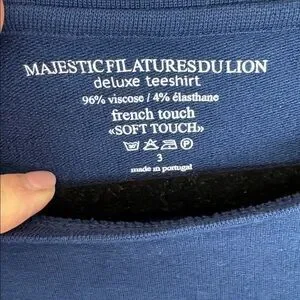 MAJESTIC FILATURES DU LION
deluxe teeshirt
96% viscose / 4% élasthane
french touch
«SOFT TOUCH»
3
made in portugal